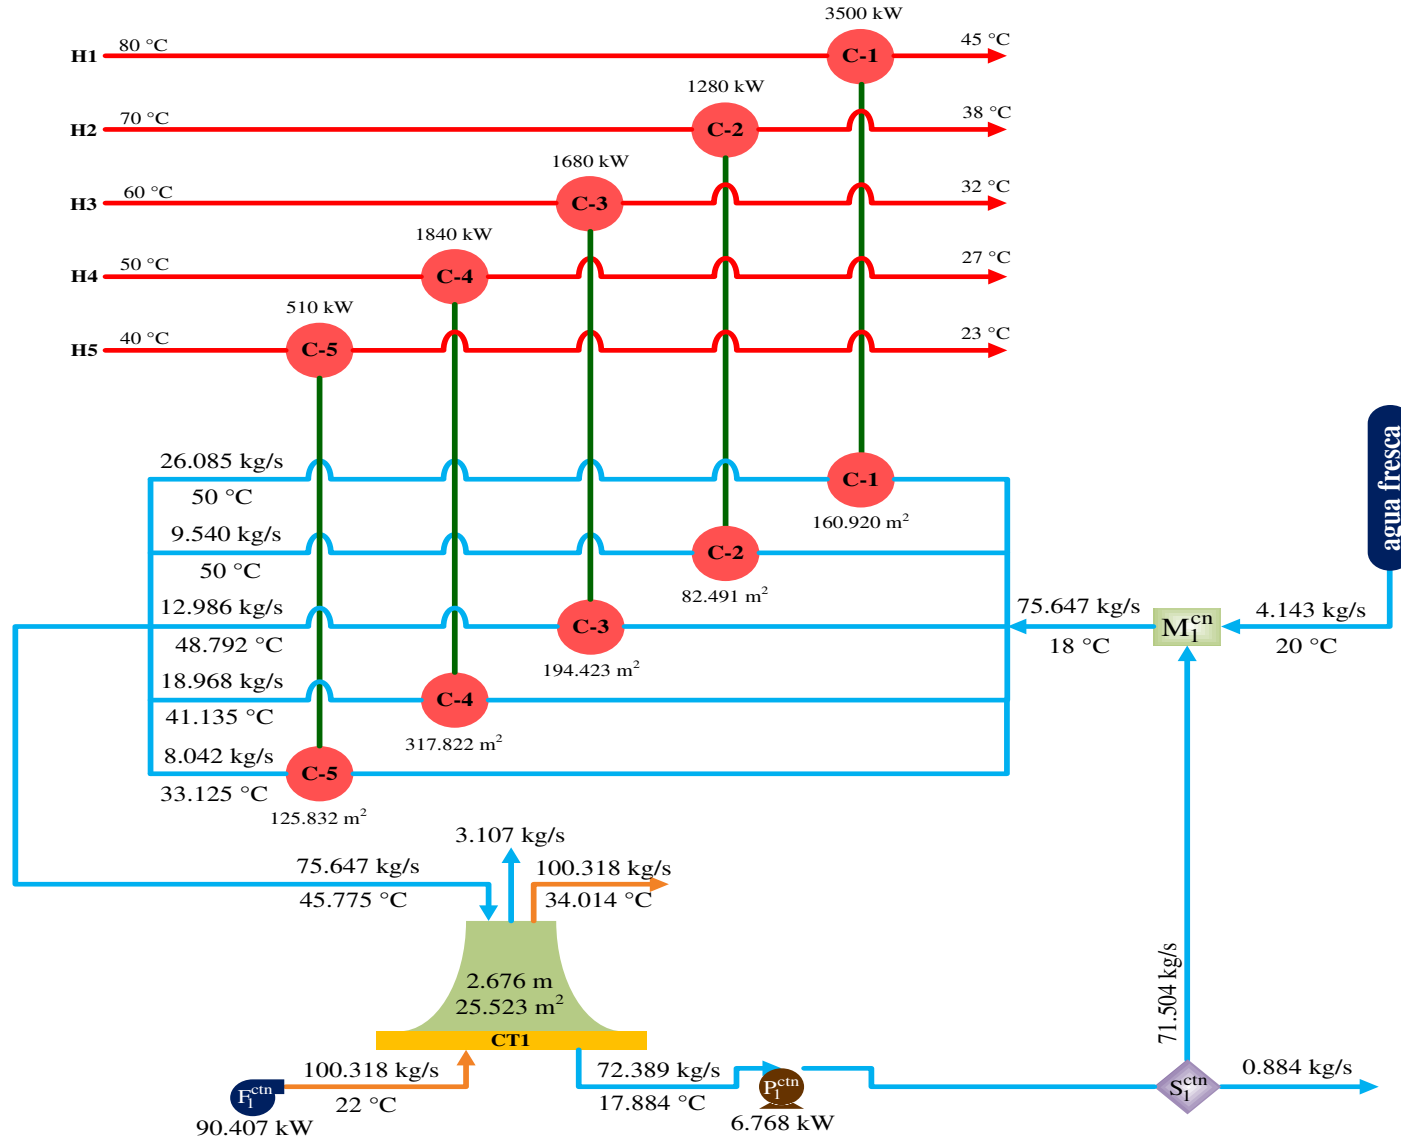 3500 kW
H1
80 °C
C-1
45 °C
1280 kW
H2
70 °C
C-2
38 °C
1680 kW
H3
60 °C
C-3
32 °C
1840 kW
H4
50 °C
C-4
27 °C
510 kW
H5
40 °C
C-5
23 °C
26.085 kg/s
50 °C
C-1
160.920 m²
agua fresca
9.540 kg/s
50 °C
C-2
82.491 m²
12.986 kg/s
48.792 °C
C-3
194.423 m²
75.647 kg/s
18 °C
M₁ᶜⁿ
4.143 kg/s
20 °C
18.968 kg/s
41.135 °C
C-4
317.822 m²
8.042 kg/s
33.125 °C
C-5
125.832 m²
3.107 kg/s
75.647 kg/s
45.775 °C
100.318 kg/s
34.014 °C
2.676 m
25.523 m²
CT1
71.504 kg/s
100.318 kg/s
22 °C
F₁ᶜᵗⁿ
90.407 kW
72.389 kg/s
17.884 °C
P₁ᶜᵗⁿ
6.768 kW
S₁ᶜᵗⁿ
0.884 kg/s